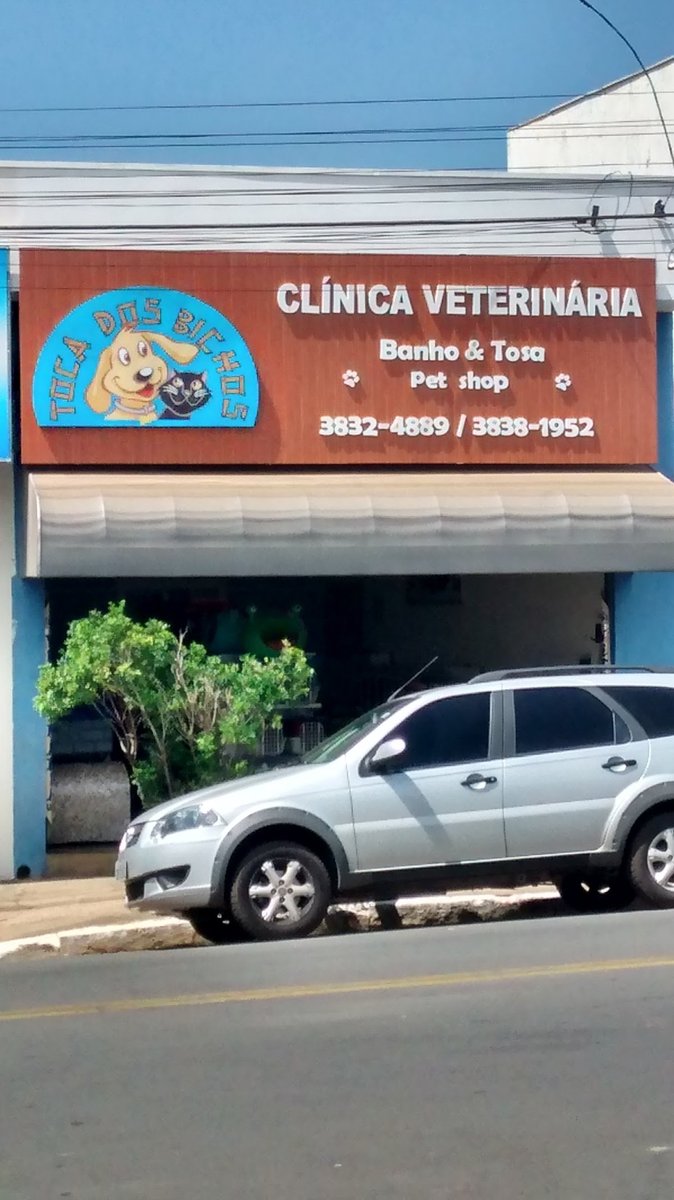 TOCA DOS BICHOS
CLÍNICA VETERINÁRIA
Banho & Tosa
Pet shop
3832-4889 / 3838-1952